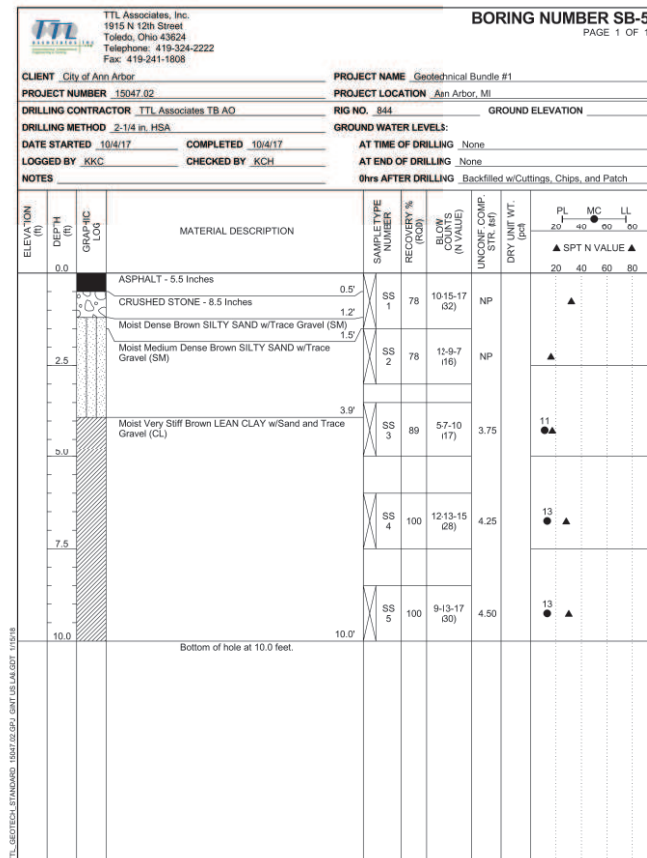 TTL Associates, Inc.
1915 N 12th Street
Toledo, Ohio 43624
Telephone: 419-324-2222
Fax: 419-241-1808
TTL
associates, inc.
BORING NUMBER SB-5
PAGE 1 OF 1
CLIENT City of Ann Arbor PROJECT NAME Geotechnical Bundle #1
PROJECT NUMBER 15047.02 PROJECT LOCATION Ann Arbor, MI
DRILLING CONTRACTOR TTL Associates TB AO RIG NO. 844 GROUND ELEVATION
DRILLING METHOD 2-1/4 in. HSA GROUND WATER LEVELS:
DATE STARTED 10/4/17 COMPLETED 10/4/17 AT TIME OF DRILLING None
LOGGED BY KKC CHECKED BY KCH AT END OF DRILLING None
NOTES 0hrs AFTER DRILLING Backfilled w/Cuttings, Chips, and Patch
ELEVATION (ft)
DEPTH (ft)
GRAPHIC LOG
MATERIAL DESCRIPTION
SAMPLE TYPE NUMBER
RECOVERY % (RQD)
BLOW COUNTS (N VALUE)
UNCONF. COMP. STR. (tsf)
DRY UNIT WT. (pcf)
PL MC LL
20 40 60 80
▲ SPT N VALUE ▲
20 40 60 80
0.0
ASPHALT - 5.5 Inches
0.5'
CRUSHED STONE - 8.5 Inches
1.2'
SS 1 78 10-15-17 (32) NP
Moist Dense Brown SILTY SAND w/Trace Gravel (SM)
1.5'
Moist Medium Dense Brown SILTY SAND w/Trace
Gravel (SM)
2.5
SS 2 78 12-9-7 (16) NP
3.9'
Moist Very Stiff Brown LEAN CLAY w/Sand and Trace
Gravel (CL)
SS 3 89 5-7-10 (17) 3.75 11
5.0
SS 4 100 12-13-15 (28) 4.25 13
7.5
SS 5 100 9-13-17 (30) 4.50 13
10.0 10.0'
Bottom of hole at 10.0 feet.
TL_GEOTECH_STANDARD 15047.02.GPJ GINT US LAB.GDT 1/15/18